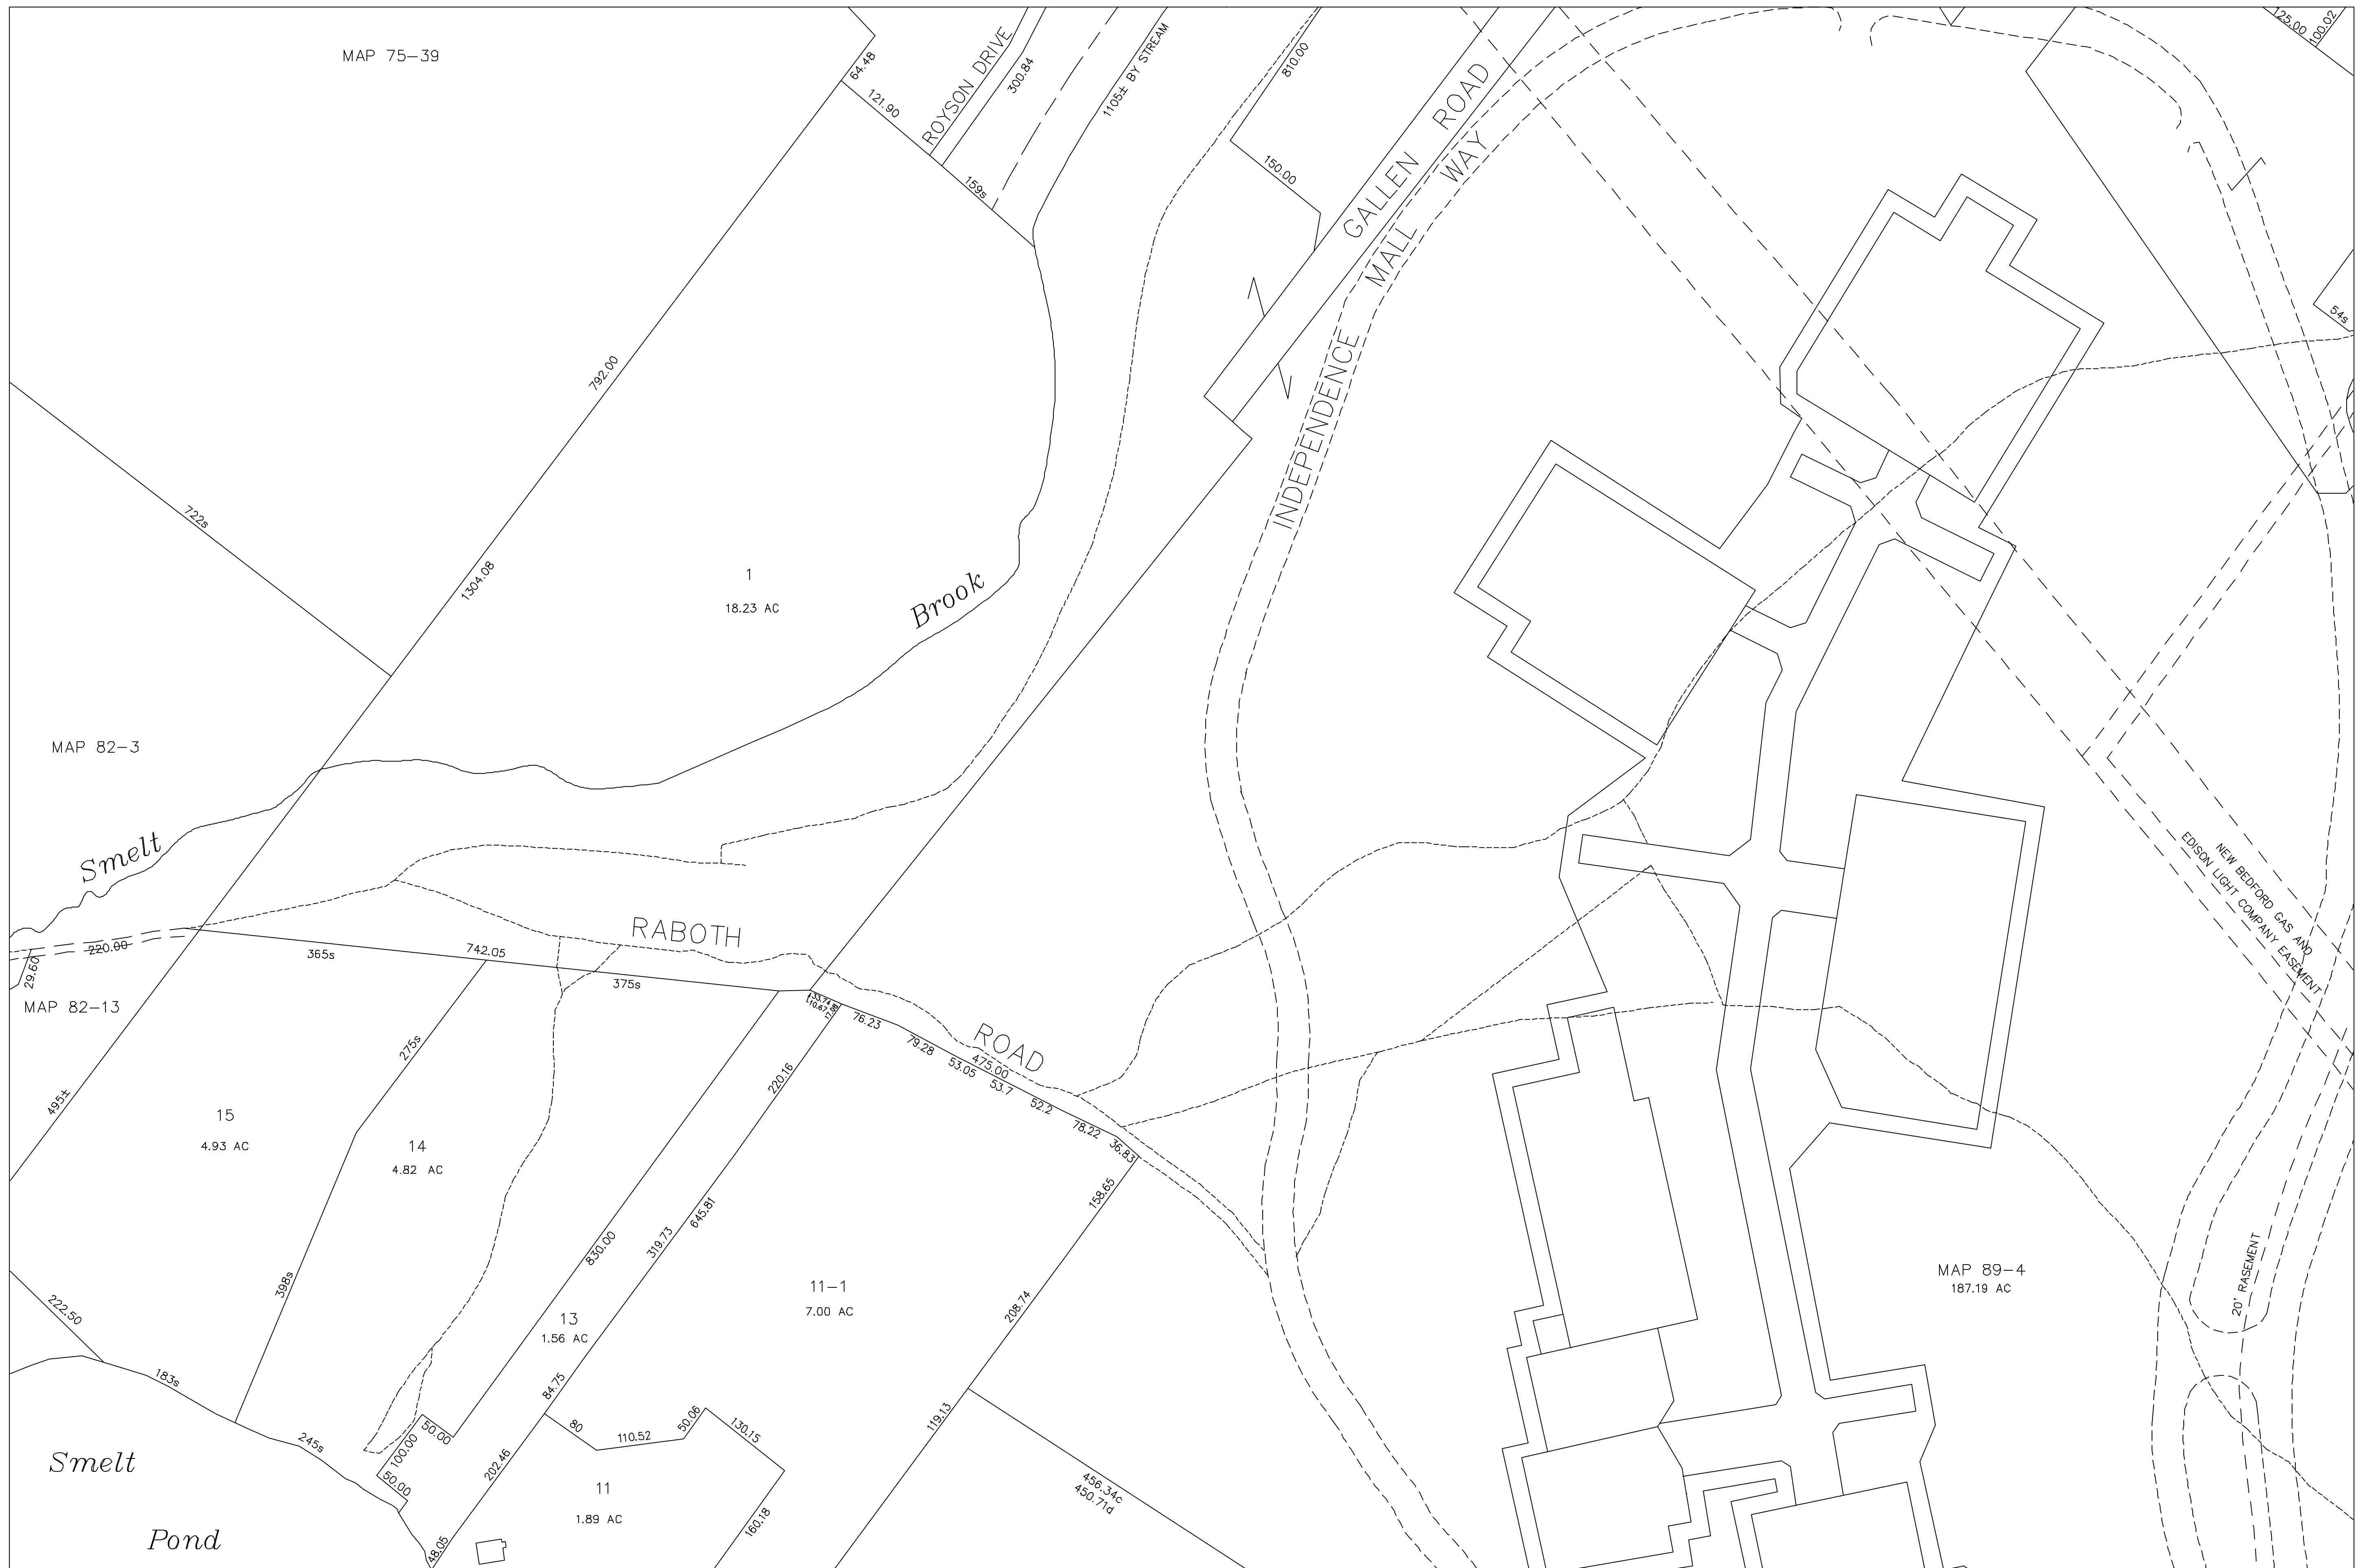 MAP 75-39
64.48
121.90
ROYSON DRIVE
300.84
159s
1105± BY STREAM
810.00
150.00
GALLEN ROAD
INDEPENDENCE MALL WAY
125.00
100.02
54s
792.00
722s
1304.08
1
18.23 AC
Brook
MAP 82-3
Smelt
220.00
29.60
365s
742.05
375s
RABOTH ROAD
MAP 82-13
33.74
10.67
76.23
79.28
475.00
53.05
53.7
52.2
78.22
36.83
275s
220.16
495±
15
4.93 AC
14
4.82 AC
158.65
645.81
319.73
830.00
398s
222.50
13
1.56 AC
11-1
7.00 AC
208.74
183s
84.75
119.13
50.00
100.00
50.00
245s
80
110.52
50.06
130.15
202.46
11
1.89 AC
160.18
48.05
456.34c
450.71d
Smelt
Pond
NEW BEDFORD GAS AND
EDISON LIGHT COMPANY EASEMENT
MAP 89-4
187.19 AC
20' RASEMENT